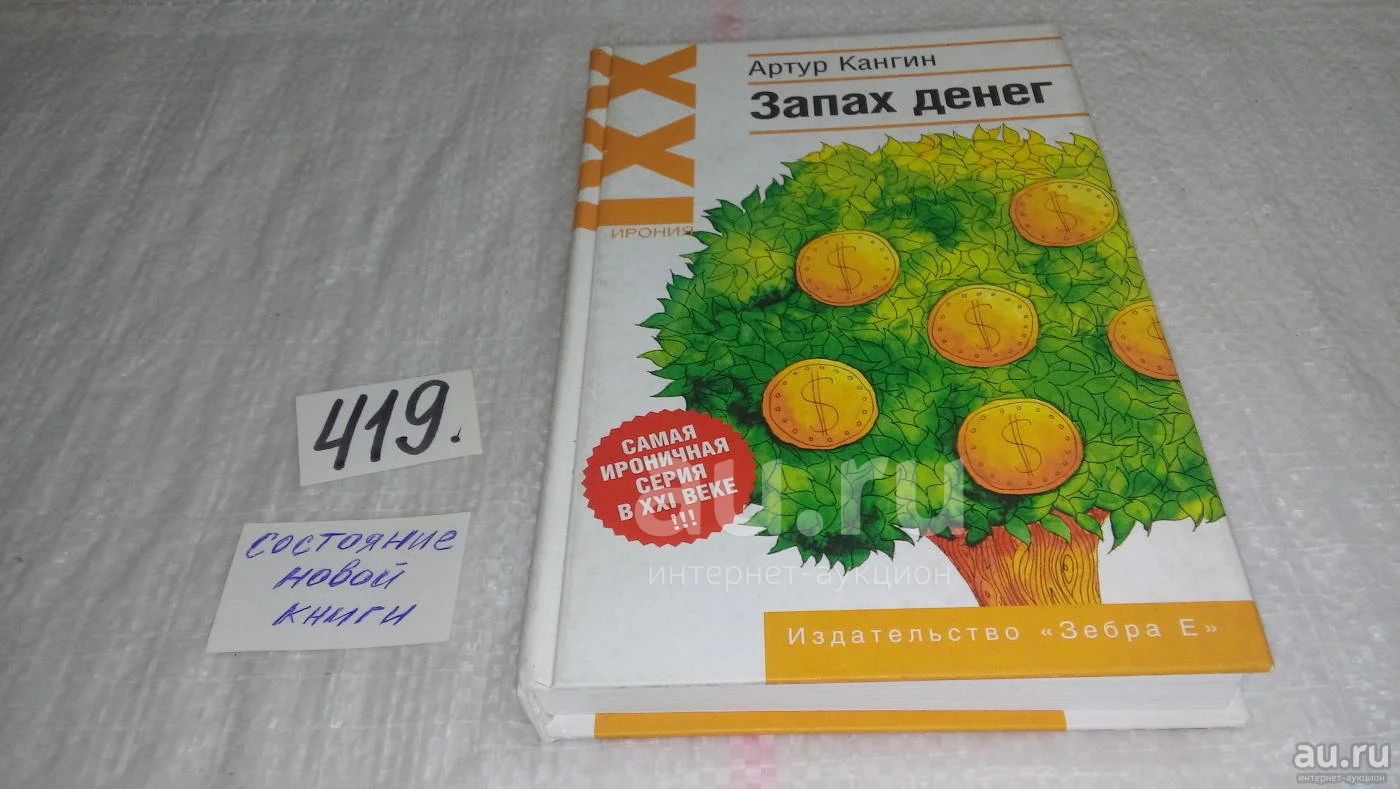 Артур Кангин
Запах денег
XXI
ИРОНИЯ
САМАЯ
ИРОНИЧНАЯ
СЕРИЯ
В XXI ВЕКЕ
!!!
Издательство «Зебра Е»
419.
состояние
новой
книги
au.ru
интернет-аукцион
au.ru
интернет-аукцион